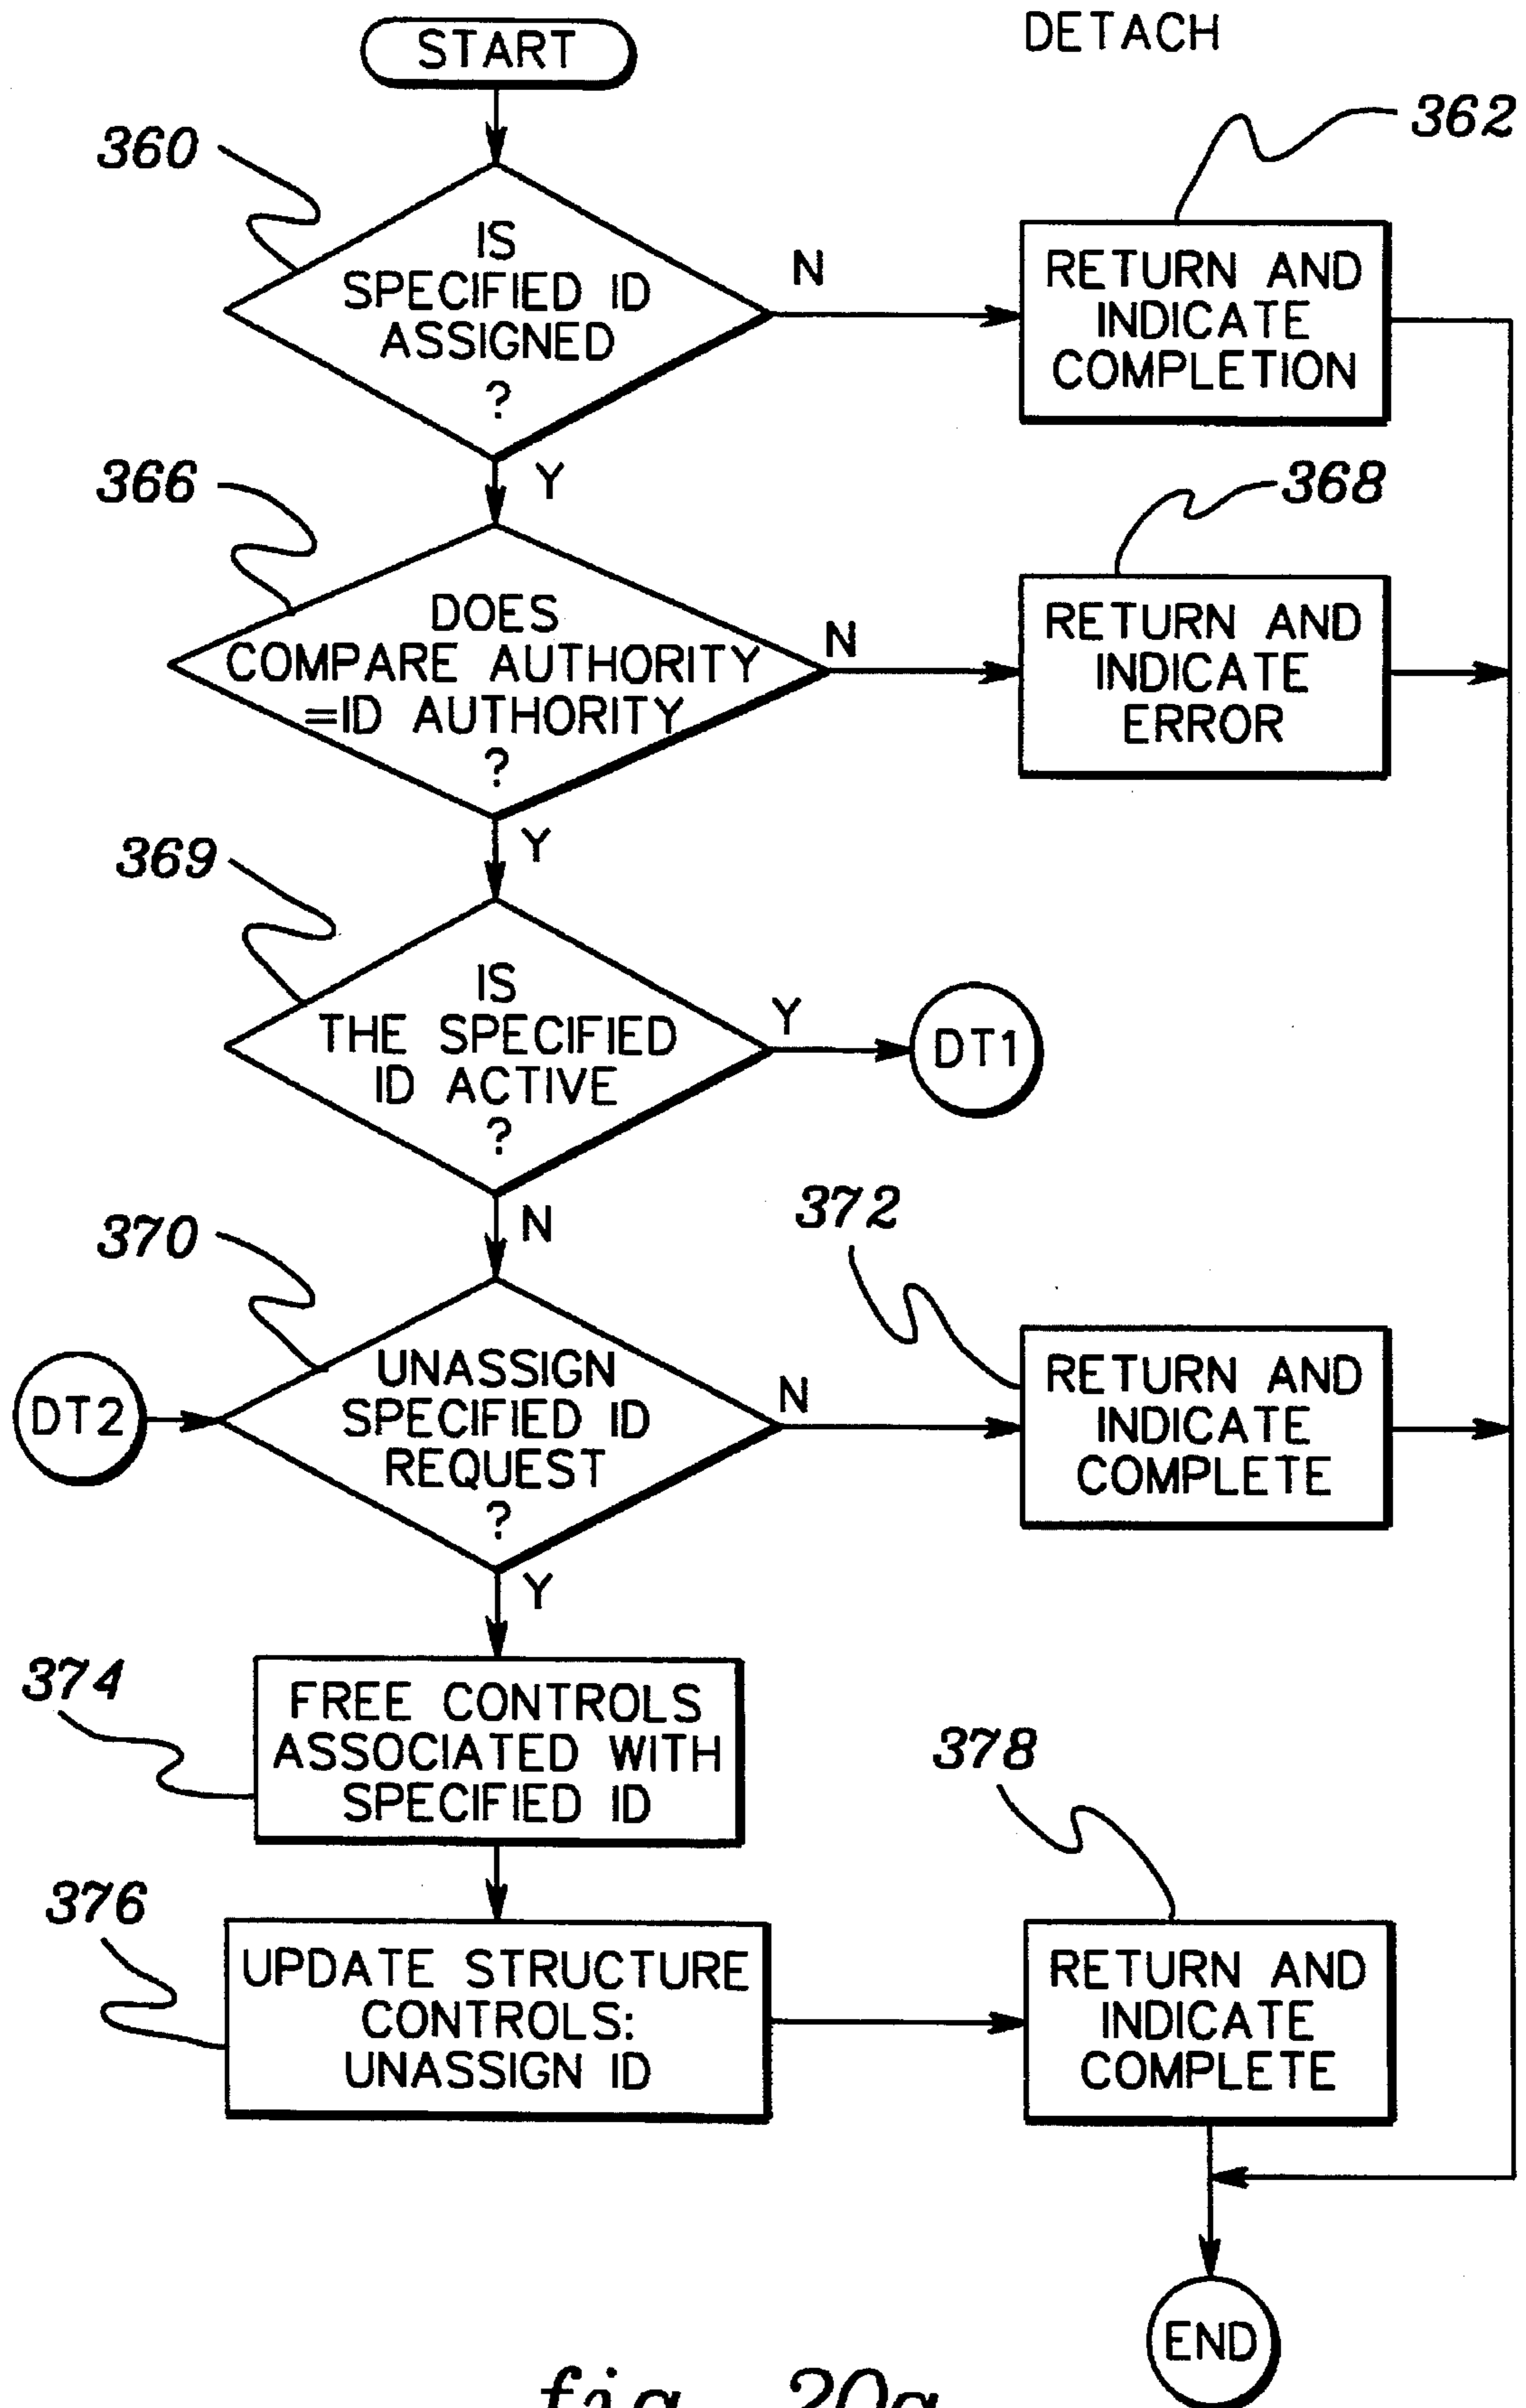 START
DETACH
360
362
IS
SPECIFIED ID
ASSIGNED
?
N
RETURN AND
INDICATE
COMPLETION
Y
366
368
DOES
COMPARE AUTHORITY
=ID AUTHORITY
?
N
RETURN AND
INDICATE
ERROR
Y
369
IS
THE SPECIFIED
ID ACTIVE
?
Y
DT1
N
370
372
DT2
UNASSIGN
SPECIFIED ID
REQUEST
?
N
RETURN AND
INDICATE
COMPLETE
Y
374
FREE CONTROLS
ASSOCIATED WITH
SPECIFIED ID
378
376
UPDATE STRUCTURE
CONTROLS:
UNASSIGN ID
RETURN AND
INDICATE
COMPLETE
END
fig. 20a